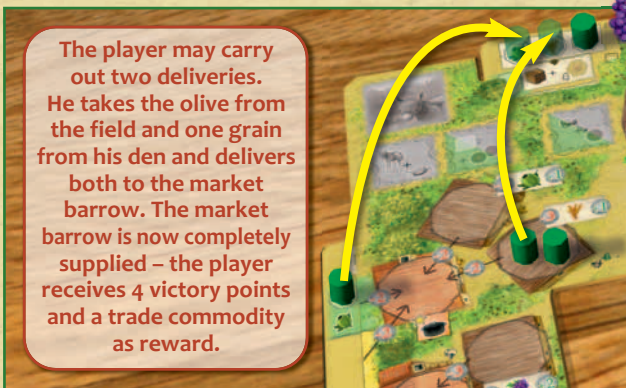 The player may carry
out two deliveries.
He takes the olive from
the field and one grain
from his den and delivers
both to the market
barrow. The market
barrow is now completely
supplied – the player
receives 4 victory points
and a trade commodity
as reward.